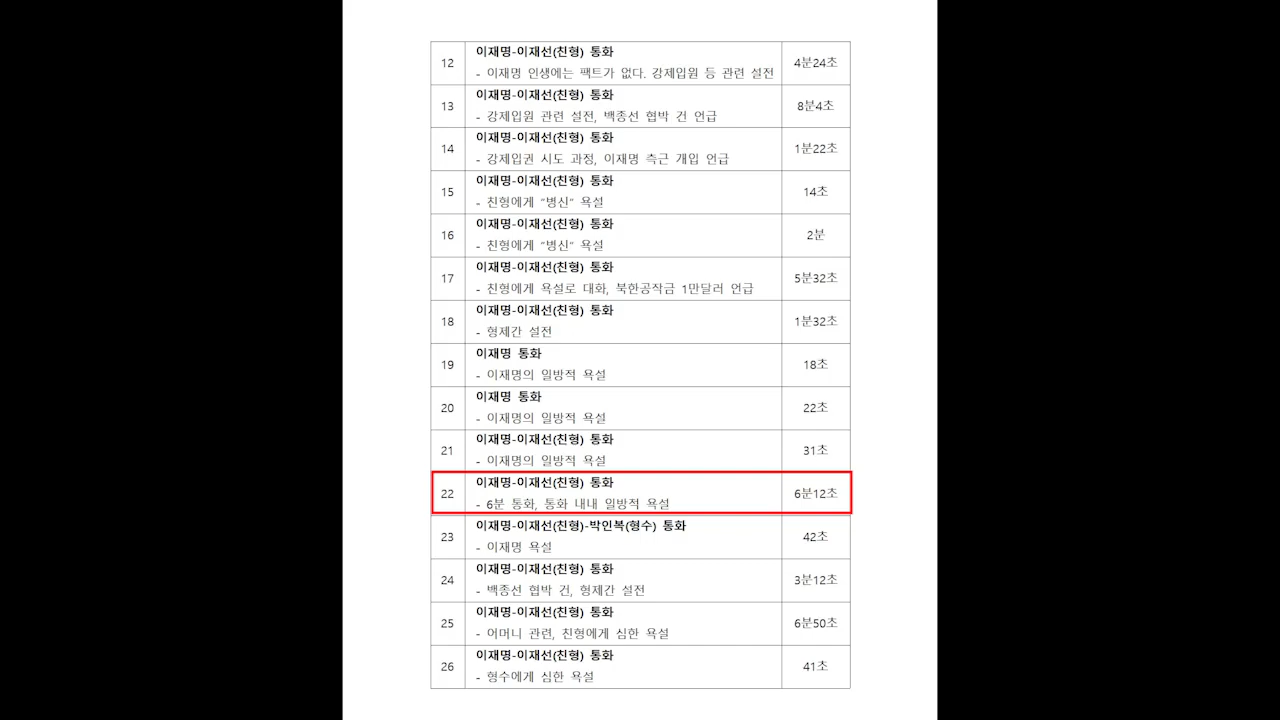 12
이재명-이재선(친형) 통화
- 이재명 인생에는 팩트가 없다. 강제입원 등 관련 설전
4분24초
13
이재명-이재선(친형) 통화
- 강제입원 관련 설전, 백종선 협박 건 언급
8분4초
14
이재명-이재선(친형) 통화
- 강제입권 시도 과정, 이재명 측근 개입 언급
1분22초
15
이재명-이재선(친형) 통화
- 친형에게 "병신" 욕설
14초
16
이재명-이재선(친형) 통화
- 친형에게 "병신" 욕설
2분
17
이재명-이재선(친형) 통화
- 친형에게 욕설로 대화, 북한공작금 1만달러 언급
5분32초
18
이재명-이재선(친형) 통화
- 형제간 설전
1분32초
19
이재명 통화
- 이재명의 일방적 욕설
18초
20
이재명 통화
- 이재명의 일방적 욕설
22초
21
이재명-이재선(친형) 통화
- 이재명의 일방적 욕설
31초
22
이재명-이재선(친형) 통화
- 6분 통화, 통화 내내 일방적 욕설
6분12초
23
이재명-이재선(친형)-박인복(형수) 통화
- 이재명 욕설
42초
24
이재명-이재선(친형) 통화
- 백종선 협박 건, 형제간 설전
3분12초
25
이재명-이재선(친형) 통화
- 어머니 관련, 친형에게 심한 욕설
6분50초
26
이재명-이재선(친형) 통화
- 형수에게 심한 욕설
41초